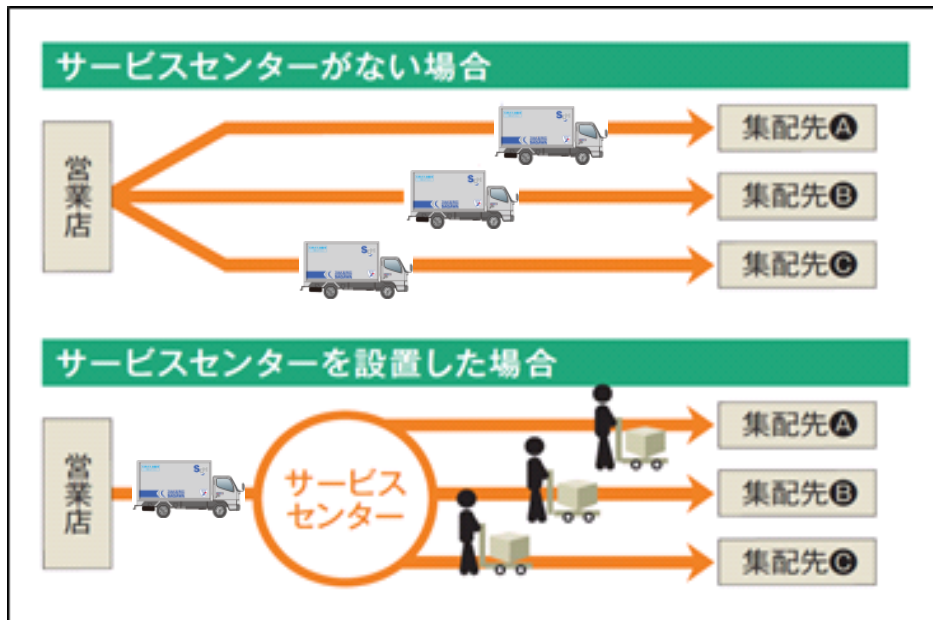 サービスセンターがない場合
営業店
集配先Ⓐ
集配先Ⓑ
集配先Ⓒ
サービスセンターを設置した場合
営業店
サービス
センター
集配先Ⓐ
集配先Ⓑ
集配先Ⓒ